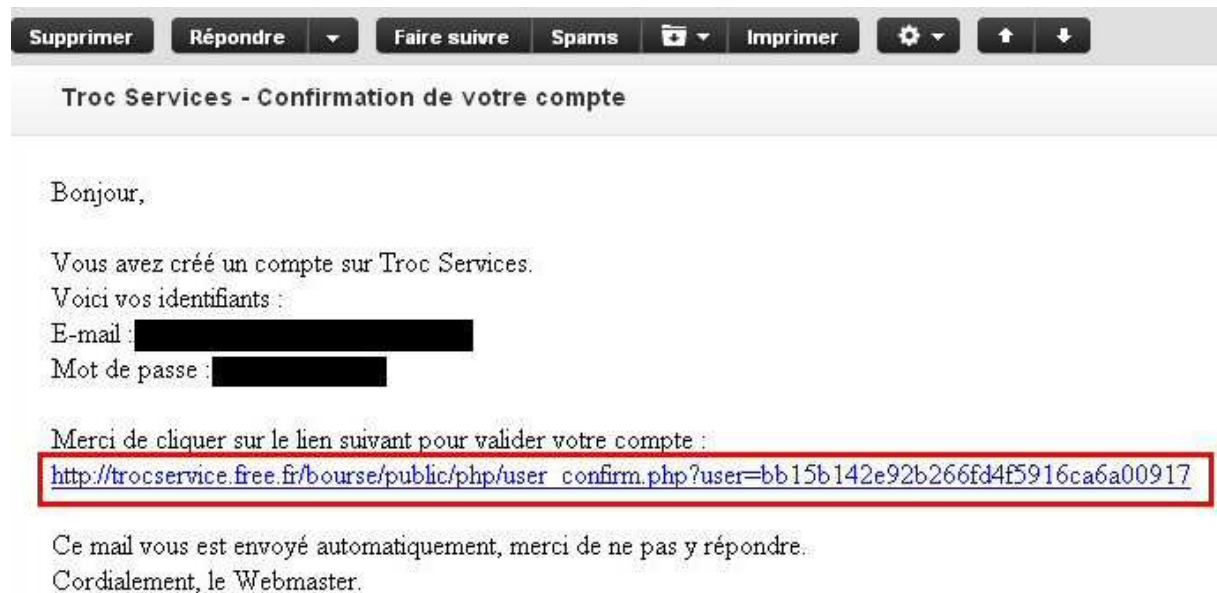 Supprimer Répondre Faire suivre Spams Imprimer
Troc Services - Confirmation de votre compte
Bonjour,
Vous avez créé un compte sur Troc Services.
Voici vos identifiants :
E-mail :
Mot de passe :
Merci de cliquer sur le lien suivant pour valider votre compte :
http://trocservice.free.fr/bourse/public/php/user_confirm.php?user=bb15b142e92b266fd4f5916ca6a00917
Ce mail vous est envoyé automatiquement, merci de ne pas y répondre.
Cordialement, le Webmaster.